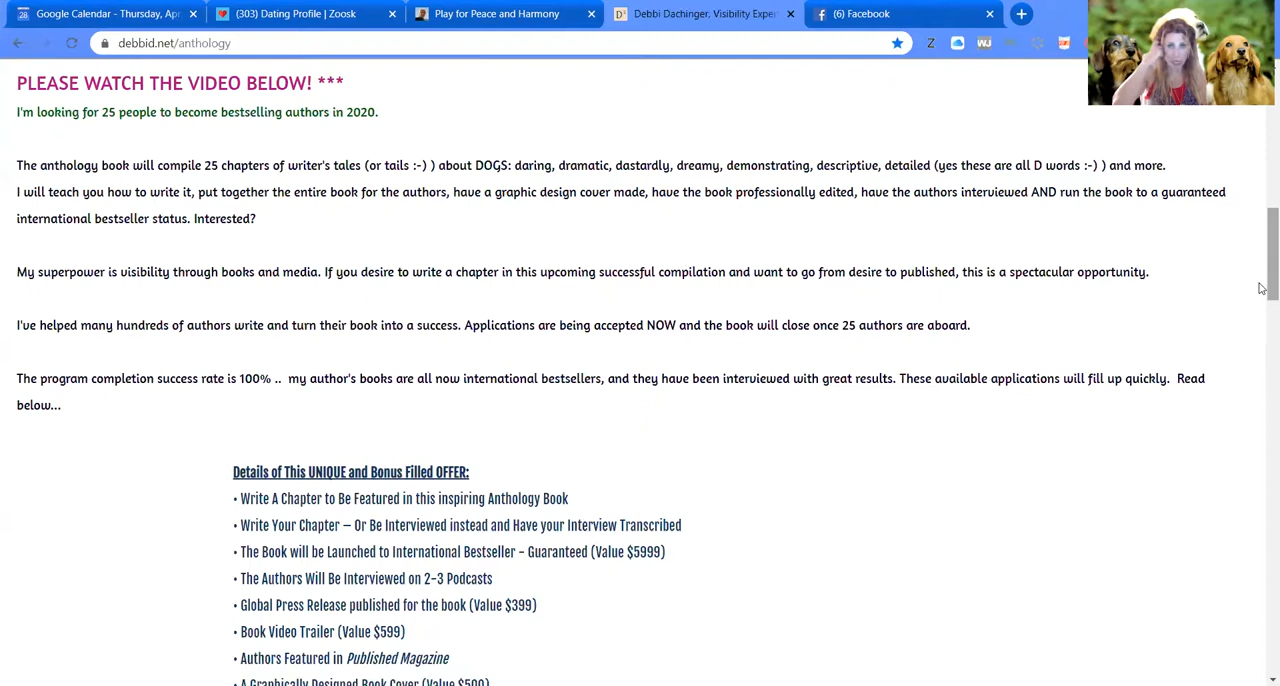 Google Calendar - Thursday, Apr
(303) Dating Profile | Zoosk
Play for Peace and Harmony
Debbi Dachinger, Visibility Exper
(6) Facebook
debbid.net/anthology
PLEASE WATCH THE VIDEO BELOW! ***
I'm looking for 25 people to become bestselling authors in 2020.
The anthology book will compile 25 chapters of writer's tales (or tails :-) ) about DOGS: daring, dramatic, dastardly, dreamy, demonstrating, descriptive, detailed (yes these are all D words :-) ) and more.
I will teach you how to write it, put together the entire book for the authors, have a graphic design cover made, have the book professionally edited, have the authors interviewed AND run the book to a guaranteed
international bestseller status. Interested?
My superpower is visibility through books and media. If you desire to write a chapter in this upcoming successful compilation and want to go from desire to published, this is a spectacular opportunity.
I've helped many hundreds of authors write and turn their book into a success. Applications are being accepted NOW and the book will close once 25 authors are aboard.
The program completion success rate is 100% .. my author's books are all now international bestsellers, and they have been interviewed with great results. These available applications will fill up quickly. Read
below...
Details of This UNIQUE and Bonus Filled OFFER:
• Write A Chapter to Be Featured in this inspiring Anthology Book
• Write Your Chapter – Or Be Interviewed instead and Have your Interview Transcribed
• The Book will be Launched to International Bestseller - Guaranteed (Value $5999)
• The Authors Will Be Interviewed on 2-3 Podcasts
• Global Press Release published for the book (Value $399)
• Book Video Trailer (Value $599)
• Authors Featured in Published Magazine
• A Graphically Designed Book Cover (Value $500)